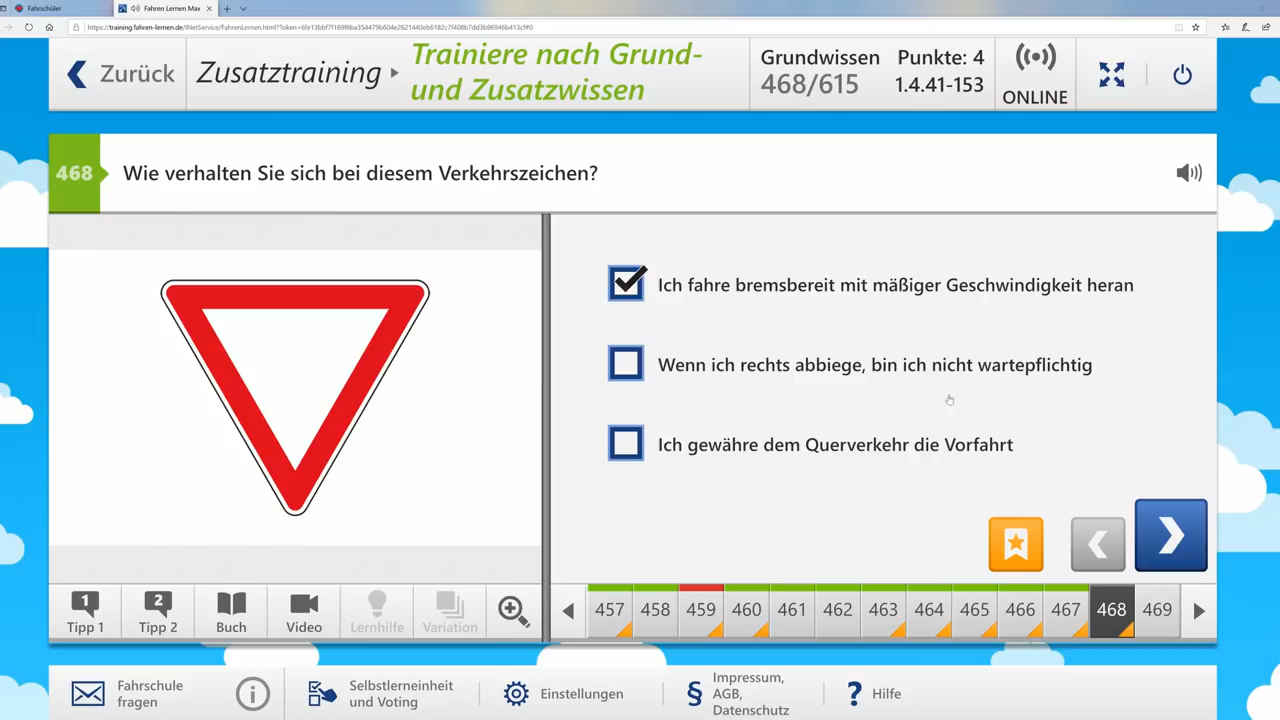 Fahrschüler
Fahren Lernen Max
Zurück
Zusatztraining
Trainiere nach Grund-
und Zusatzwissen
Grundwissen
468/615
Punkte: 4
1.4.41-153
ONLINE
468
Wie verhalten Sie sich bei diesem Verkehrszeichen?
Ich fahre bremsbereit mit mäßiger Geschwindigkeit heran
Wenn ich rechts abbiege, bin ich nicht wartepflichtig
Ich gewähre dem Querverkehr die Vorfahrt
1
Tipp 1
2
Tipp 2
Buch
Video
Lernhilfe
Variation
457 458 459 460 461 462 463 464 465 466 467 468 469
Fahrschule
fragen
Selbstlerneinheit
und Voting
Einstellungen
§
Impressum,
AGB,
Datenschutz
?
Hilfe